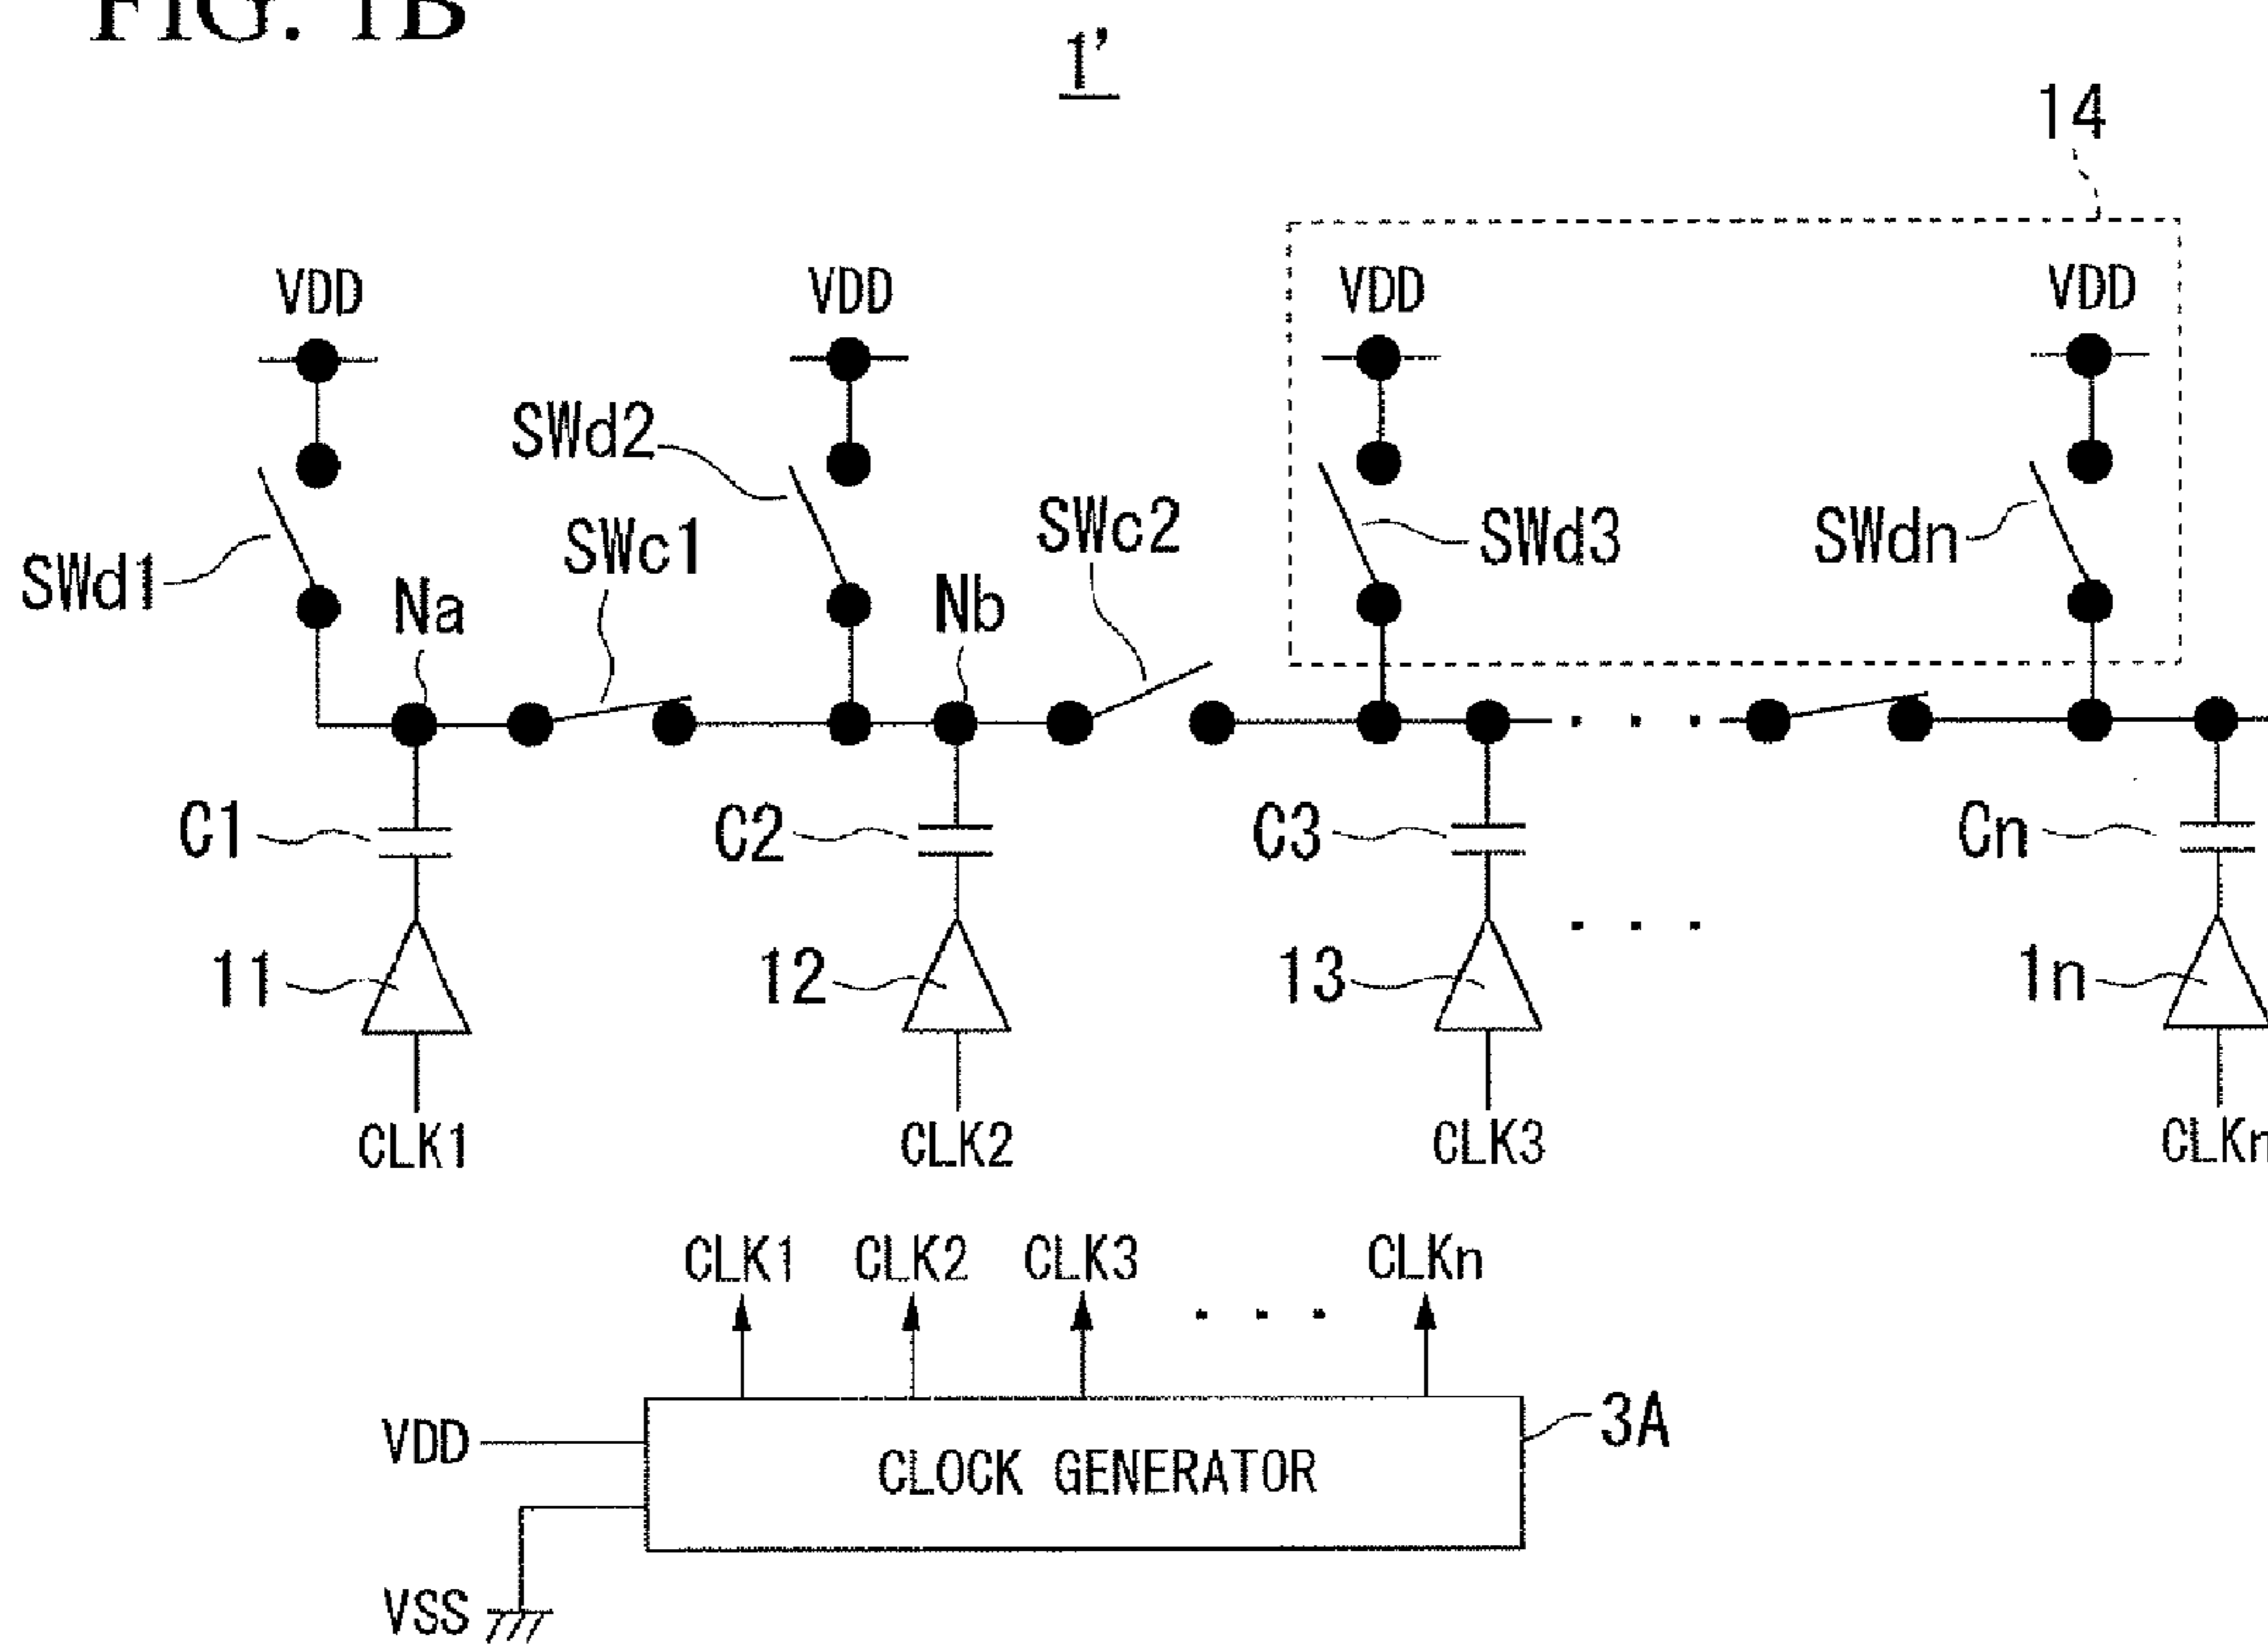 FIG. 1B
1'
14
VDD VDD VDD VDD
SWd2
SWd1 SWc1 SWc2 SWd3 SWdn
Na Nb
C1 C2 C3 Cn
11 12 13 . . . 1n
CLK1 CLK2 CLK3 CLKn
CLK1 CLK2 CLK3 . . . CLKn
3A
VDD
CLOCK GENERATOR
VSS